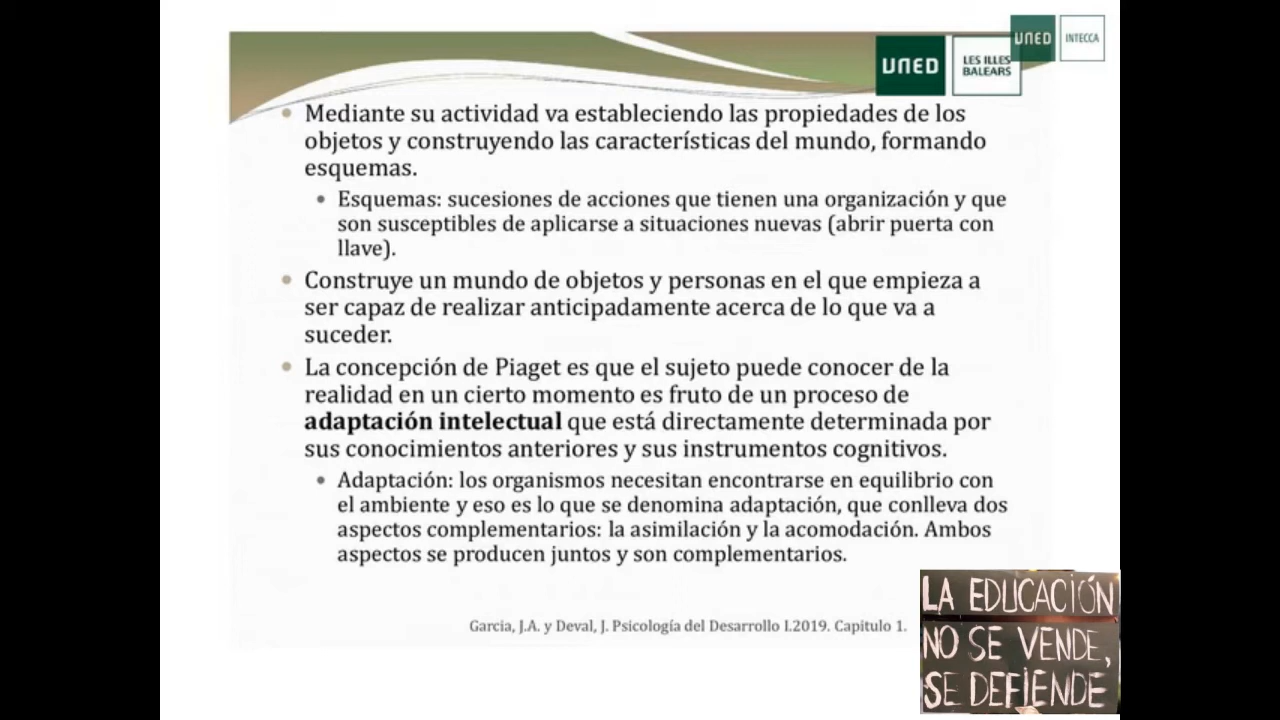 UNED
INTECCA
UNED
LES ILLES
BALEARS
Mediante su actividad va estableciendo las propiedades de los
objetos y construyendo las características del mundo, formando
esquemas.
Esquemas: sucesiones de acciones que tienen una organización y que
son susceptibles de aplicarse a situaciones nuevas (abrir puerta con
llave).
Construye un mundo de objetos y personas en el que empieza a
ser capaz de realizar anticipadamente acerca de lo que va a
suceder.
La concepción de Piaget es que el sujeto puede conocer de la
realidad en un cierto momento es fruto de un proceso de
adaptación intelectual que está directamente determinada por
sus conocimientos anteriores y sus instrumentos cognitivos.
Adaptación: los organismos necesitan encontrarse en equilibrio con
el ambiente y eso es lo que se denomina adaptación, que conlleva dos
aspectos complementarios: la asimilación y la acomodación. Ambos
aspectos se producen juntos y son complementarios.
Garcia, J.A. y Deval, J. Psicología del Desarrollo I.2019. Capitulo 1.
LA EDUCACIÓN
NO SE VENDE,
SE DEFIENDE